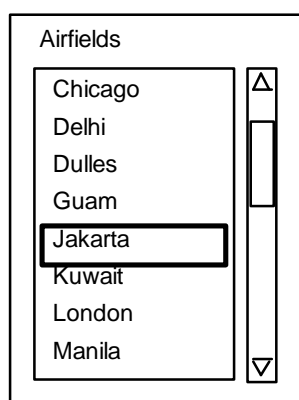 Airfields
Chicago
Delhi
Dulles
Guam
Jakarta
Kuwait
London
Manila